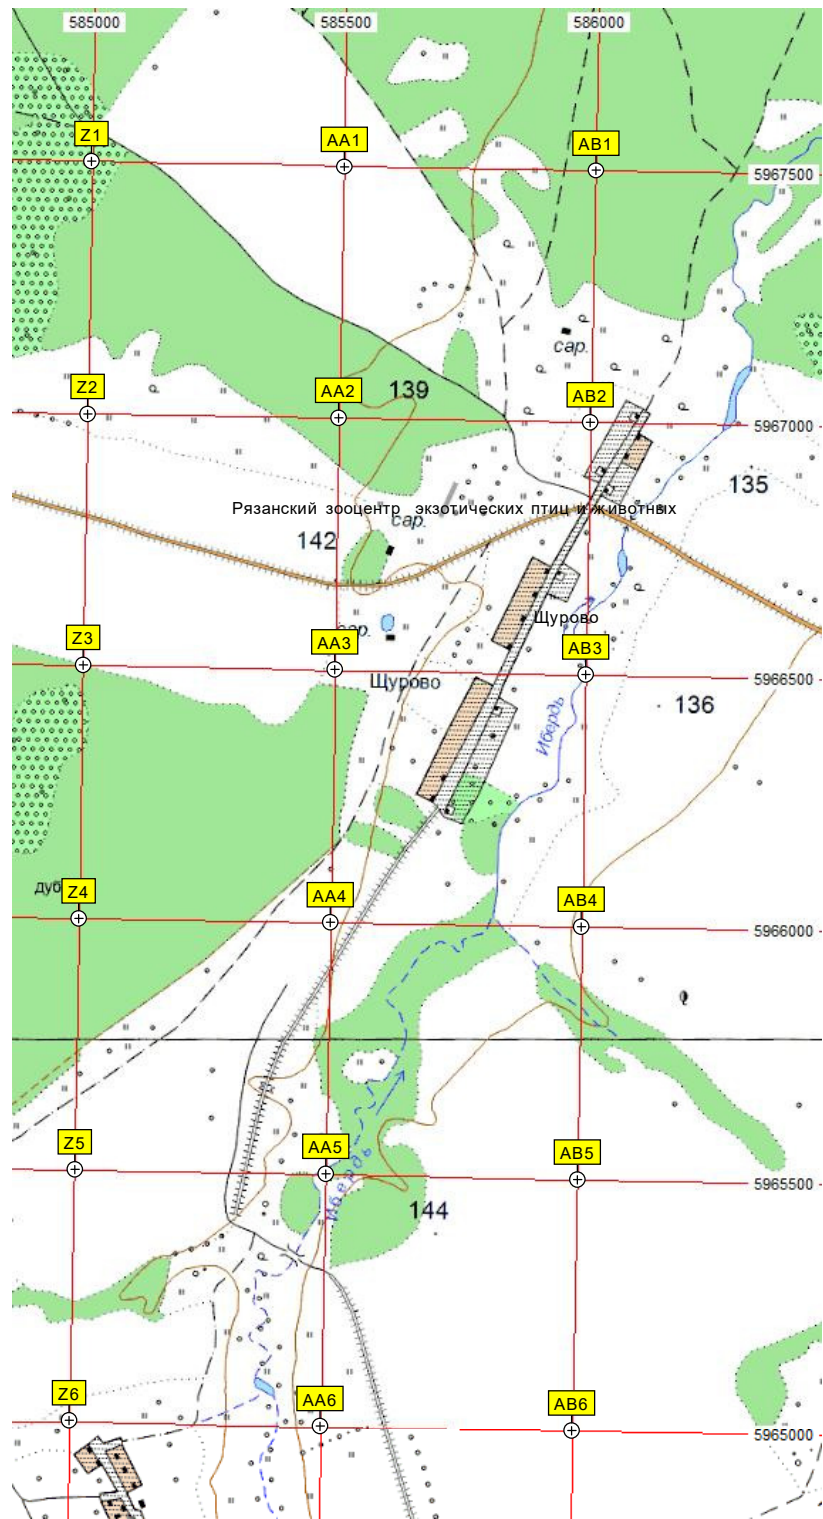 585000 585500 586000
Z1 AA1 AB1
5967500
сар.
Z2 AA2 139 AB2
5967000
135
Рязанский зооцентр экзотических птиц и животных
сар.
142
Щурово
сар.
Z3 AA3 AB3
5966500
Щурово
136
Ибердь
дуб
Z4 AA4 AB4
5966000
Z5 AA5 AB5
5965500
Ибердь
144
Z6 AA6 AB6
5965000